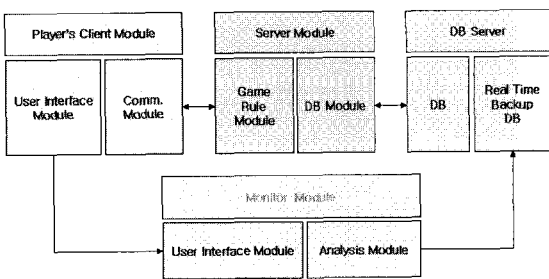 Player's Client Module
Server Module
DB Server
User Interface
Module
Comm.
Module
Game
Rule
Module
DB Module
DB
Real Time
Backup
DB
Monitor Module
User Interface Module
Analysis Module